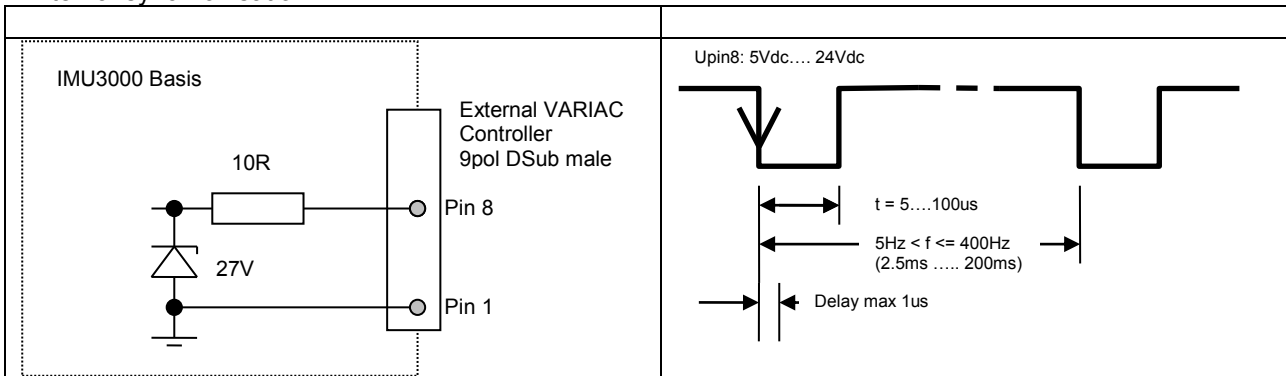 IMU3000 Basis
External VARIAC
Controller
9pol DSub male
10R
Pin 8
27V
Pin 1
Upin8: 5Vdc…. 24Vdc
t = 5….100us
5Hz < f <= 400Hz
(2.5ms ….. 200ms)
Delay max 1us